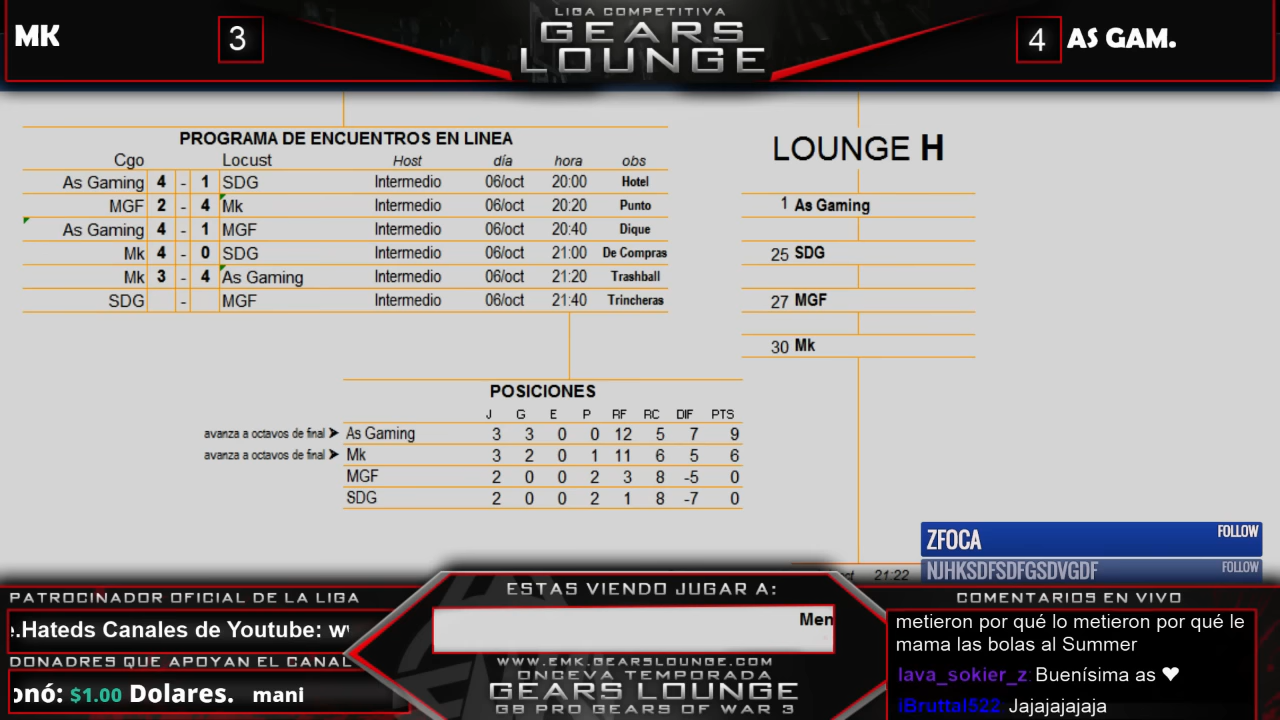 MK
3
LIGA COMPETITIVA
GEARS
LOUNGE
4
AS GAM.
PROGRAMA DE ENCUENTROS EN LINEA
Cgo Locust Host día hora obs
As Gaming 4 - 1 SDG Intermedio 06/oct 20:00 Hotel
MGF 2 - 4 Mk Intermedio 06/oct 20:20 Punto
As Gaming 4 - 1 MGF Intermedio 06/oct 20:40 Dique
Mk 4 - 0 SDG Intermedio 06/oct 21:00 De Compras
Mk 3 - 4 As Gaming Intermedio 06/oct 21:20 Trashball
SDG - MGF Intermedio 06/oct 21:40 Trincheras
LOUNGE H
1 As Gaming
25 SDG
27 MGF
30 Mk
POSICIONES
J G E P RF RC DIF PTS
avanza a octavos de final ➤ As Gaming 3 3 0 0 12 5 7 9
avanza a octavos de final ➤ Mk 3 2 0 1 11 6 5 6
MGF 2 0 0 2 3 8 -5 0
SDG 2 0 0 2 1 8 -7 0
ZFOCA FOLLOW
NJHKSDFSDFGSDVGDF FOLLOW
21:22
PATROCINADOR OFICIAL DE LA LIGA
.Hateds Canales de Youtube: w
DONADRES QUE APOYAN EL CANAL
onó: $1.00 Dolares. mani
ESTAS VIENDO JUGAR A:
Men
WWW.EMK.GEARSLOUNGE.COM
ONCEVA TEMPORADA
GEARS LOUNGE
GB PRO GEARS OF WAR 3
COMENTARIOS EN VIVO
metieron por qué lo metieron por qué le
mama las bolas al Summer
lava_sokier_z: Buenísima as ♥
iBruttal522: Jajajajajaja